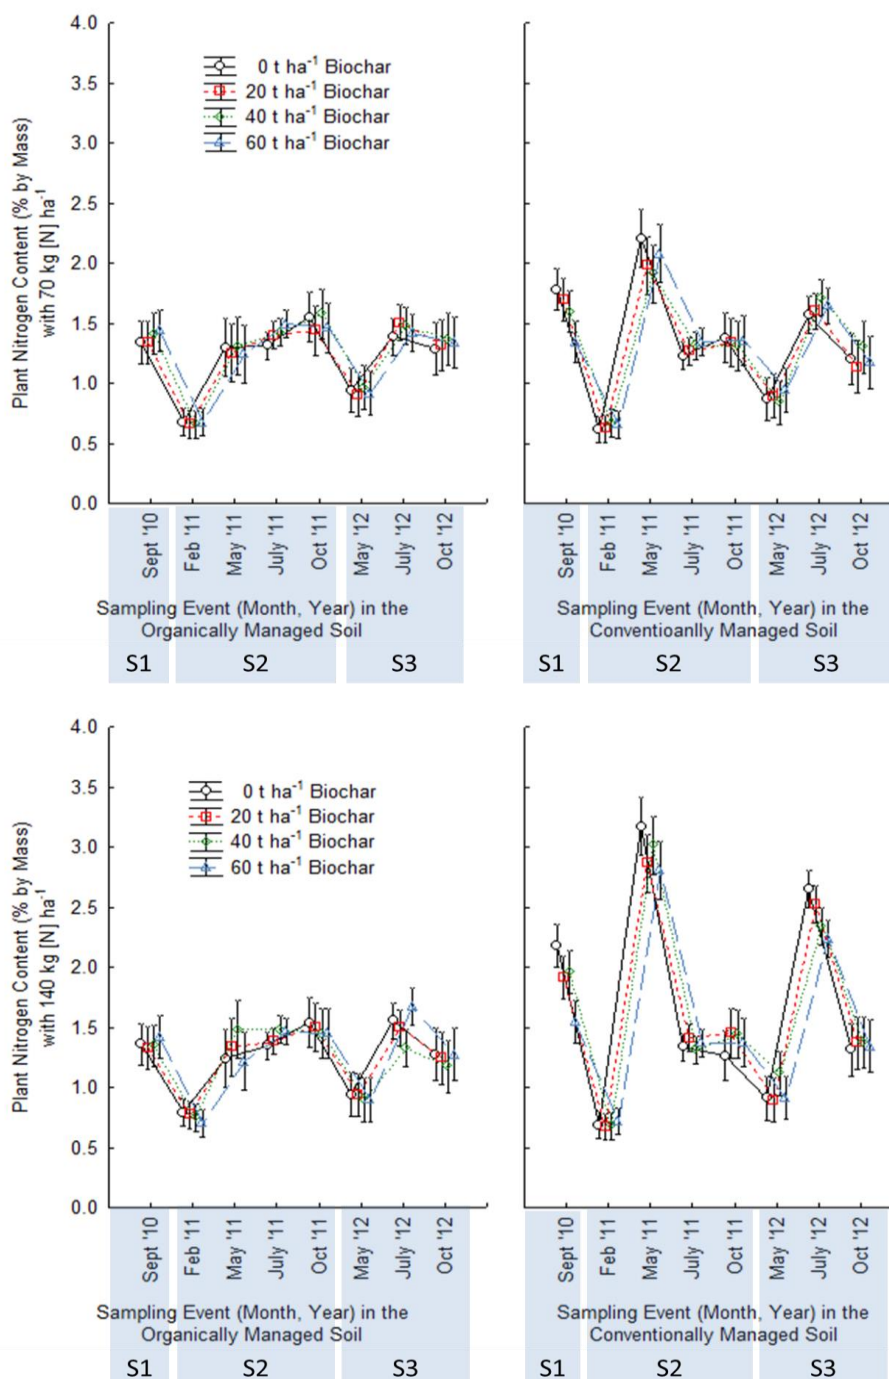 4.0
3.5
3.0
2.5
2.0
1.5
1.0
0.5
0.0
Plant Nitrogen Content (% by Mass)
with 70 kg [N] ha⁻¹
0 t ha⁻¹ Biochar
20 t ha⁻¹ Biochar
40 t ha⁻¹ Biochar
60 t ha⁻¹ Biochar
Sept '10
Feb '11
May '11
July '11
Oct '11
May '12
July '12
Oct '12
Sampling Event (Month, Year) in the
Organically Managed Soil
S1 S2 S3
Sept '10
Feb '11
May '11
July '11
Oct '11
May '12
July '12
Oct '12
Sampling Event (Month, Year) in the
Conventioanlly Managed Soil
S1 S2 S3
4.0
3.5
3.0
2.5
2.0
1.5
1.0
0.5
0.0
Plant Nitrogen Content (% by Mass)
with 140 kg [N] ha⁻¹
0 t ha⁻¹ Biochar
20 t ha⁻¹ Biochar
40 t ha⁻¹ Biochar
60 t ha⁻¹ Biochar
Sept '10
Feb '11
May '11
July '11
Oct '11
May '12
July '12
Oct '12
Sampling Event (Month, Year) in the
Organically Managed Soil
S1 S2 S3
Sept '10
Feb '11
May '11
July '11
Oct '11
May '12
July '12
Oct '12
Sampling Event (Month, Year) in the
Conventionally Managed Soil
S1 S2 S3